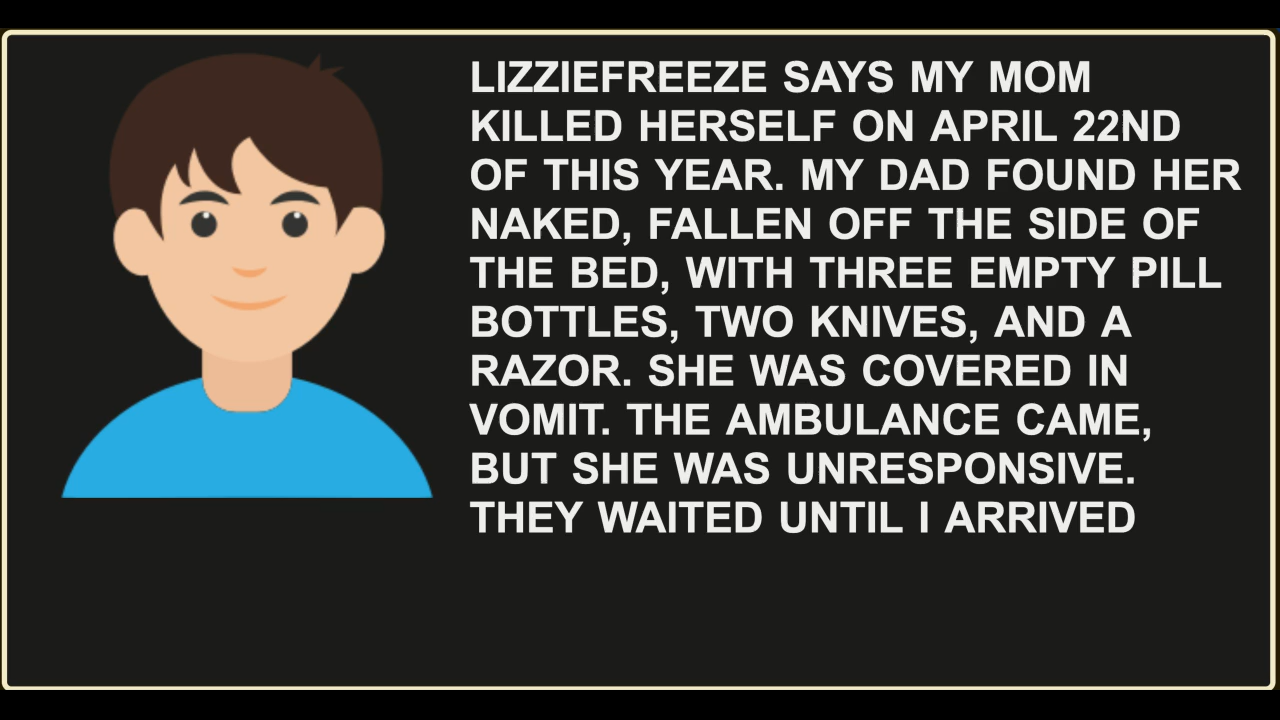 LIZZIEFREEZE SAYS MY MOM
KILLED HERSELF ON APRIL 22ND
OF THIS YEAR. MY DAD FOUND HER
NAKED, FALLEN OFF THE SIDE OF
THE BED, WITH THREE EMPTY PILL
BOTTLES, TWO KNIVES, AND A
RAZOR. SHE WAS COVERED IN
VOMIT. THE AMBULANCE CAME,
BUT SHE WAS UNRESPONSIVE.
THEY WAITED UNTIL I ARRIVED